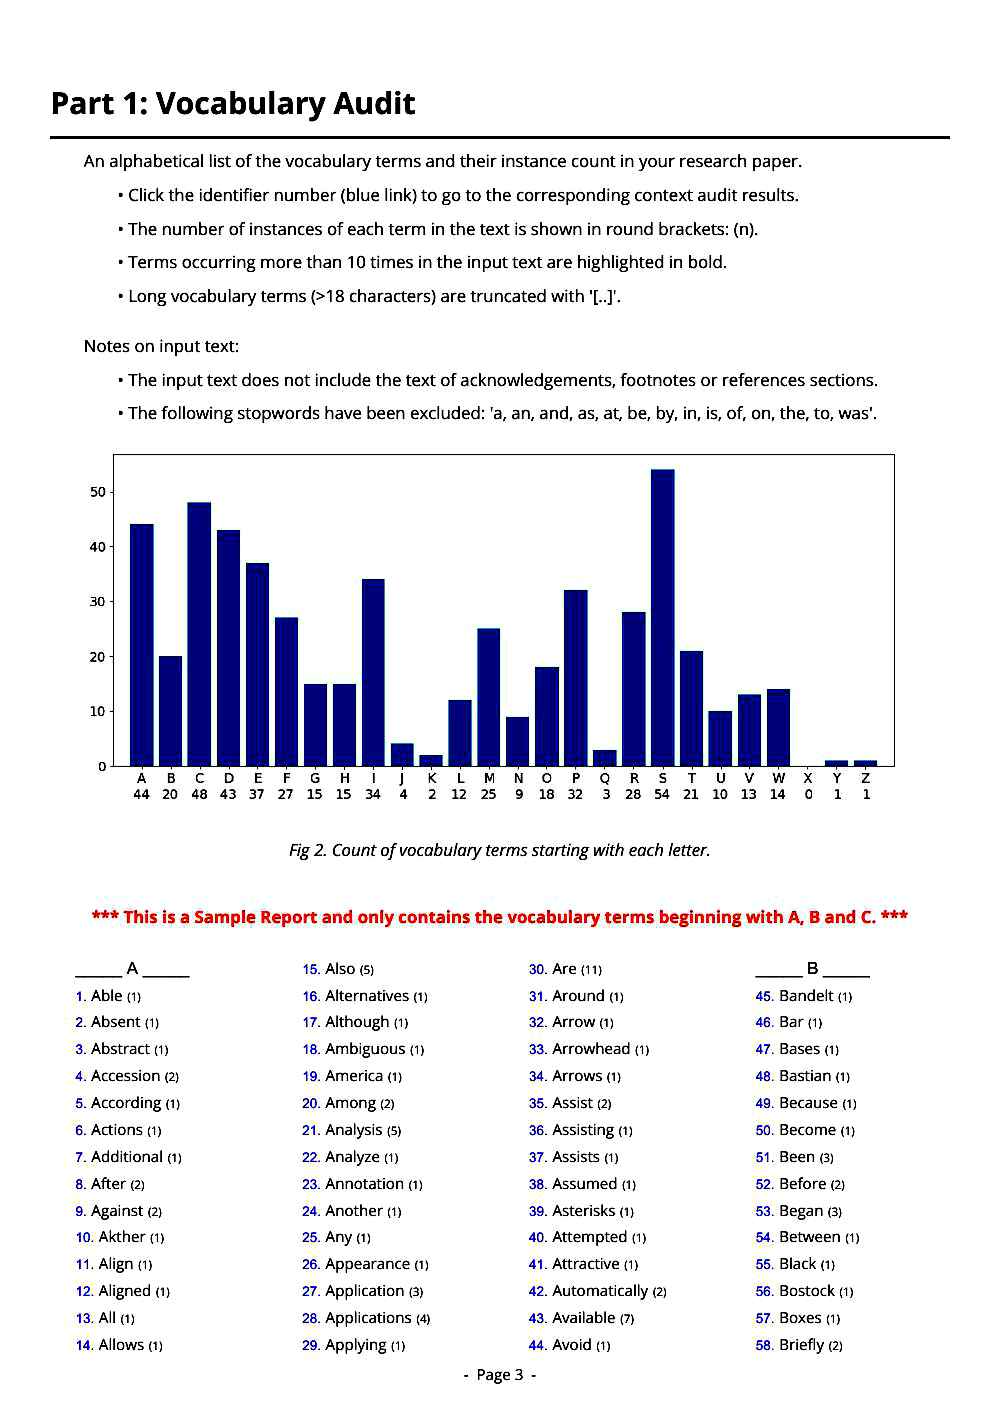 Part 1: Vocabulary Audit
An alphabetical list of the vocabulary terms and their instance count in your research paper.
• Click the identifier number (blue link) to go to the corresponding context audit results.
• The number of instances of each term in the text is shown in round brackets: (n).
• Terms occurring more than 10 times in the input text are highlighted in bold.
• Long vocabulary terms (>18 characters) are truncated with '[..]'.
Notes on input text:
• The input text does not include the text of acknowledgements, footnotes or references sections.
• The following stopwords have been excluded: 'a, an, and, as, at, be, by, in, is, of, on, the, to, was'.
50
40
30
20
10
0
A B C D E F G H I J K L M N O P Q R S T U V W X Y Z
44 20 48 43 37 27 15 15 34 4 2 12 25 9 18 32 3 28 54 21 10 13 14 0 1 1
Fig 2. Count of vocabulary terms starting with each letter.
*** This is a Sample Report and only contains the vocabulary terms beginning with A, B and C. ***
_____ A _____
1. Able (1)
2. Absent (1)
3. Abstract (1)
4. Accession (2)
5. According (1)
6. Actions (1)
7. Additional (1)
8. After (2)
9. Against (2)
10. Akther (1)
11. Align (1)
12. Aligned (1)
13. All (1)
14. Allows (1)
15. Also (5)
16. Alternatives (1)
17. Although (1)
18. Ambiguous (1)
19. America (1)
20. Among (2)
21. Analysis (5)
22. Analyze (1)
23. Annotation (1)
24. Another (1)
25. Any (1)
26. Appearance (1)
27. Application (3)
28. Applications (4)
29. Applying (1)
30. Are (11)
31. Around (1)
32. Arrow (1)
33. Arrowhead (1)
34. Arrows (1)
35. Assist (2)
36. Assisting (1)
37. Assists (1)
38. Assumed (1)
39. Asterisks (1)
40. Attempted (1)
41. Attractive (1)
42. Automatically (2)
43. Available (7)
44. Avoid (1)
_____ B _____
45. Bandelt (1)
46. Bar (1)
47. Bases (1)
48. Bastian (1)
49. Because (1)
50. Become (1)
51. Been (3)
52. Before (2)
53. Began (3)
54. Between (1)
55. Black (1)
56. Bostock (1)
57. Boxes (1)
58. Briefly (2)
- Page 3 -